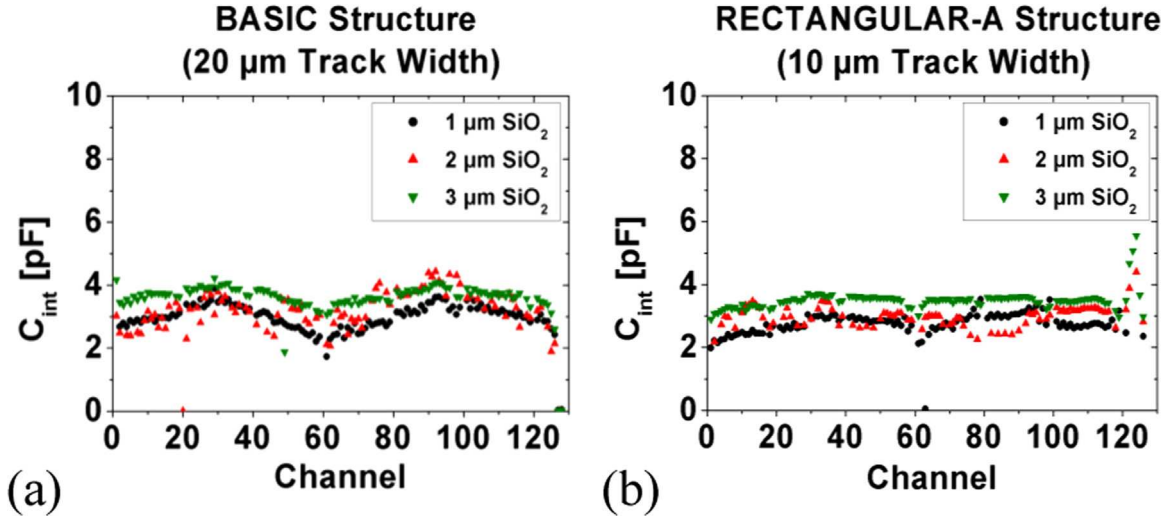 BASIC Structure
(20 µm Track Width)
10
8
6
4
2
0
C_int [pF]
1 µm SiO₂
2 µm SiO₂
3 µm SiO₂
0 20 40 60 80 100 120
Channel
(a)
RECTANGULAR-A Structure
(10 µm Track Width)
10
8
6
4
2
0
C_int [pF]
1 µm SiO₂
2 µm SiO₂
3 µm SiO₂
0 20 40 60 80 100 120
Channel
(b)